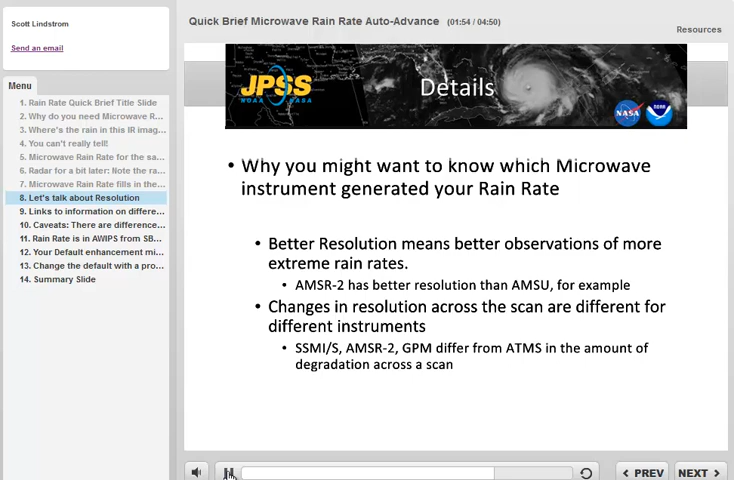 Scott Lindstrom
Send an email
Menu
1. Rain Rate Quick Brief Title Slide
2. Why do you need Microwave R...
3. Where's the rain in this IR imag...
4. You can't really tell!
5. Microwave Rain Rate for the sa...
6. Radar for a bit later: Note the ra...
7. Microwave Rain Rate fills in the...
8. Let's talk about Resolution
9. Links to information on differe...
10. Caveats: There are difference...
11. Rain Rate is in AWIPS from SB...
12. Your Default enhancement mi...
13. Change the default with a pro...
14. Summary Slide
Quick Brief Microwave Rain Rate Auto-Advance (01:54 / 04:50)
Resources
JPSS
NOAA NASA
Details
NASA
NOAA
• Why you might want to know which Microwave
instrument generated your Rain Rate
• Better Resolution means better observations of more
extreme rain rates.
• AMSR-2 has better resolution than AMSU, for example
• Changes in resolution across the scan are different for
different instruments
• SSMI/S, AMSR-2, GPM differ from ATMS in the amount of
degradation across a scan
< PREV
NEXT >